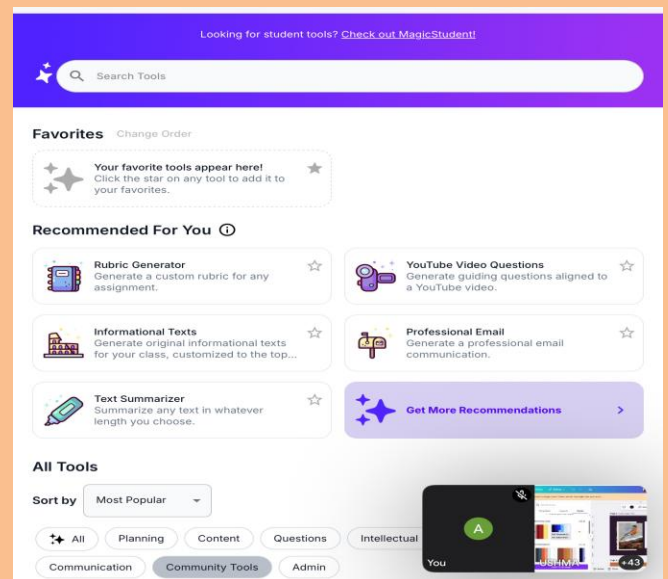 Looking for student tools? Check out MagicStudent!
Search Tools
Favorites Change Order
Your favorite tools appear here!
Click the star on any tool to add it to
your favorites.
Recommended For You
Rubric Generator
Generate a custom rubric for any
assignment.
YouTube Video Questions
Generate guiding questions aligned to
a YouTube video.
Informational Texts
Generate original informational texts
for your class, customized to the top...
Professional Email
Generate a professional email
communication.
Text Summarizer
Summarize any text in whatever
length you choose.
Get More Recommendations
All Tools
Sort by Most Popular
All Planning Content Questions Intellectual
Communication Community Tools Admin
A
You
USHMA
+43